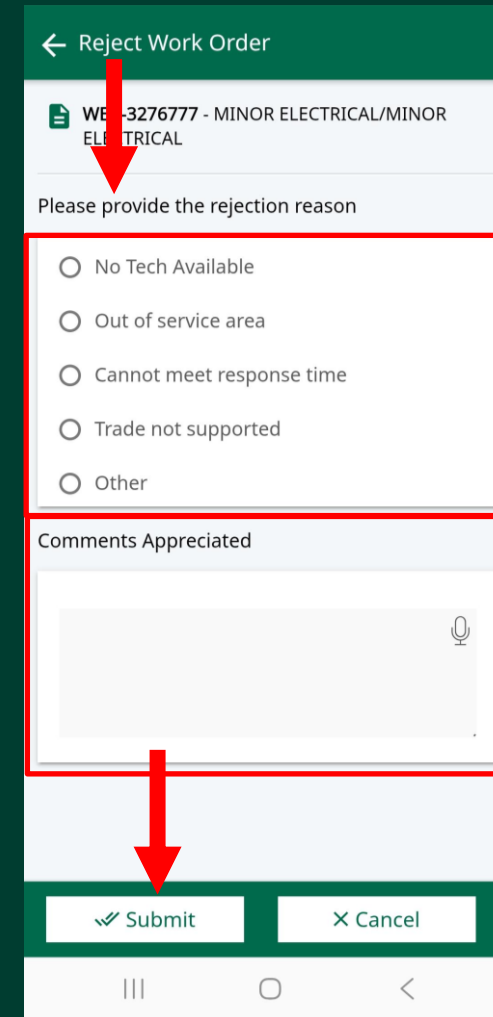 Reject Work Order
-3276777 - MINOR ELECTRICAL/MINOR
Please provide the rejection reason
No Tech Available
Out of service area
Cannot meet response time
Trade not supported
Other
Comments Appreciated
Submit
Cancel